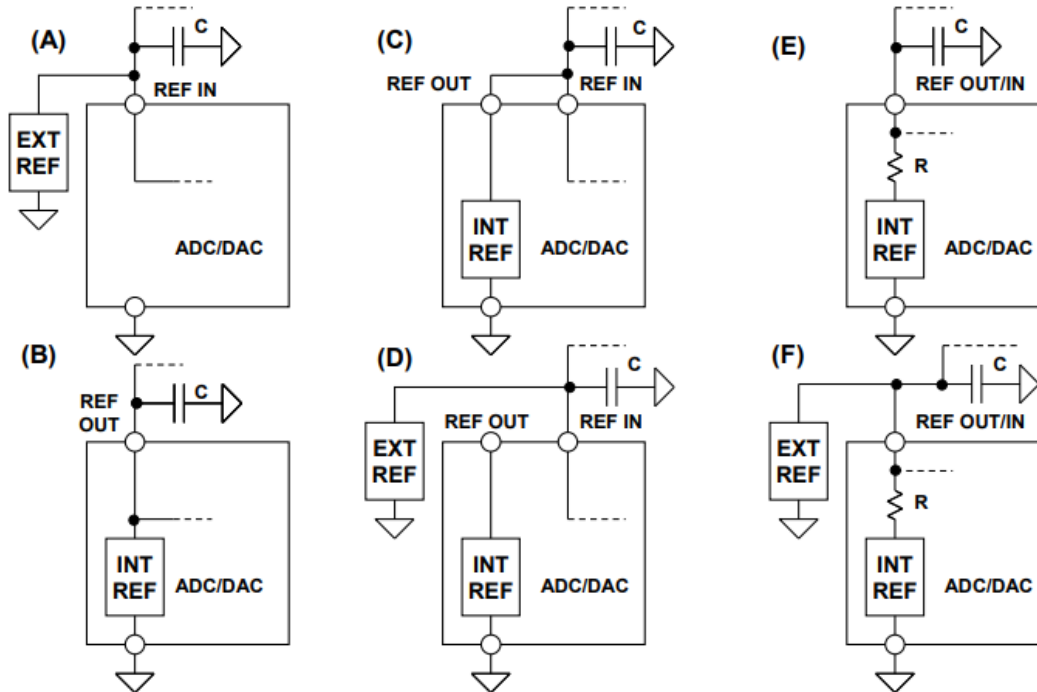 (A)
C
REF IN
EXT
REF
ADC/DAC
(C)
C
REF OUT
REF IN
INT
REF
ADC/DAC
(E)
C
REF OUT/IN
R
INT
REF
ADC/DAC
(B)
C
REF
OUT
INT
REF
ADC/DAC
(D)
C
REF OUT
REF IN
EXT
REF
INT
REF
ADC/DAC
(F)
C
REF OUT/IN
EXT
REF
R
INT
REF
ADC/DAC